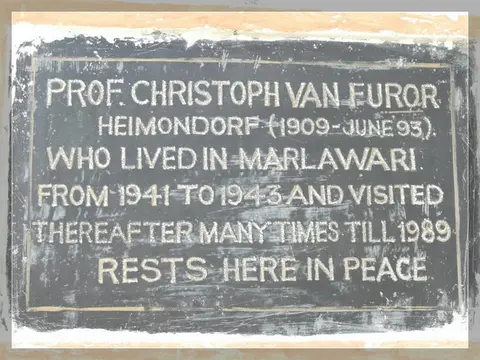 PROF. CHRISTOPH VAN FUROR
HEIMONDORF (1909-JUNE 93).
WHO LIVED IN MARLAWARI
FROM 1941 TO 1943 AND VISITED
THEREAFTER MANY TIMES TILL 1989
RESTS HERE IN PEACE